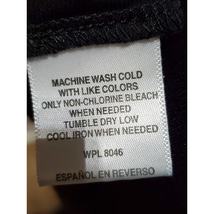 MACHINE WASH COLD
WITH LIKE COLORS
ONLY NON-CHLORINE BLEACH
WHEN NEEDED
TUMBLE DRY LOW
COOL IRON WHEN NEEDED
WPL 8046
ESPAÑOL EN REVERSO